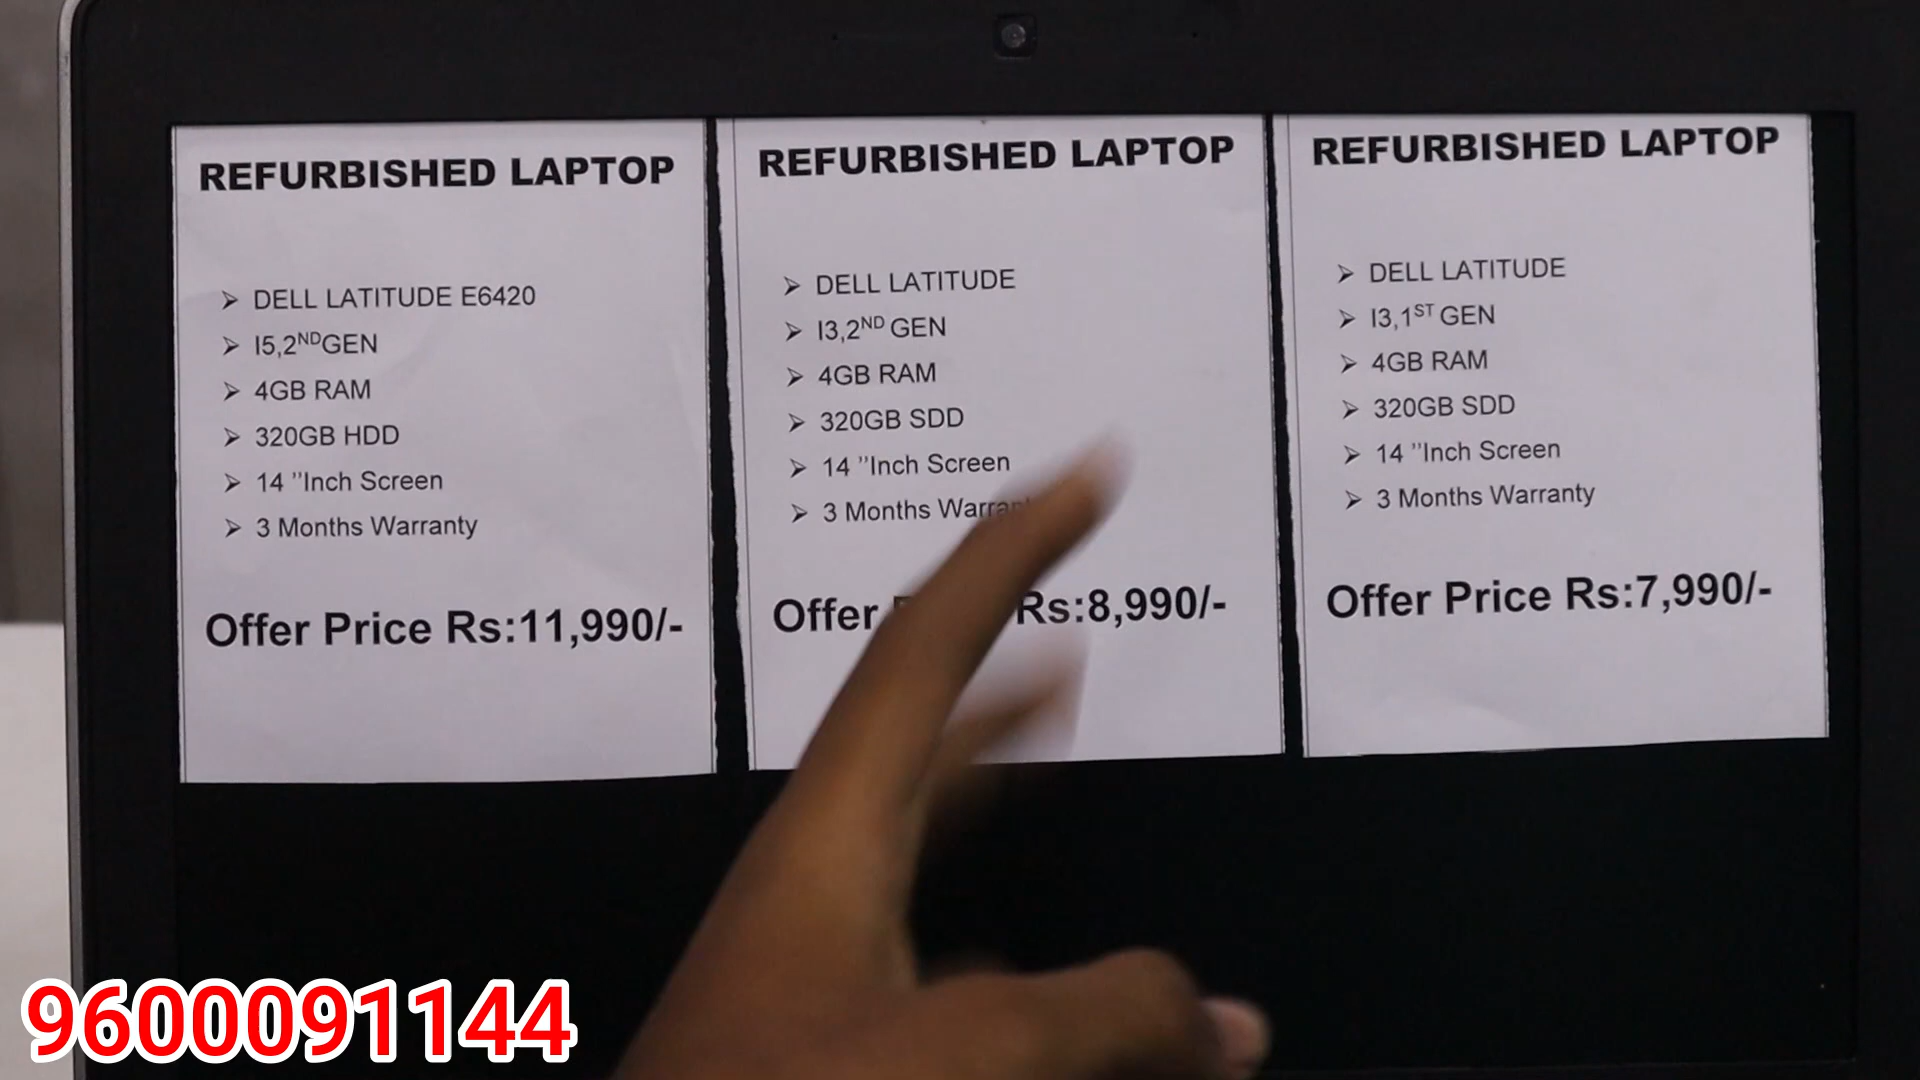 REFURBISHED LAPTOP
➢ DELL LATITUDE E6420
➢ I5,2ND GEN
➢ 4GB RAM
➢ 320GB HDD
➢ 14 ”Inch Screen
➢ 3 Months Warranty
Offer Price Rs:11,990/-
REFURBISHED LAPTOP
➢ DELL LATITUDE
➢ I3,2ND GEN
➢ 4GB RAM
➢ 320GB SDD
➢ 14 ”Inch Screen
➢ 3 Months
Offer Rs:8,990/-
REFURBISHED LAPTOP
➢ DELL LATITUDE
➢ I3,1ST GEN
➢ 4GB RAM
➢ 320GB SDD
➢ 14 ”Inch Screen
➢ 3 Months Warranty
Offer Price Rs:7,990/-
9600091144